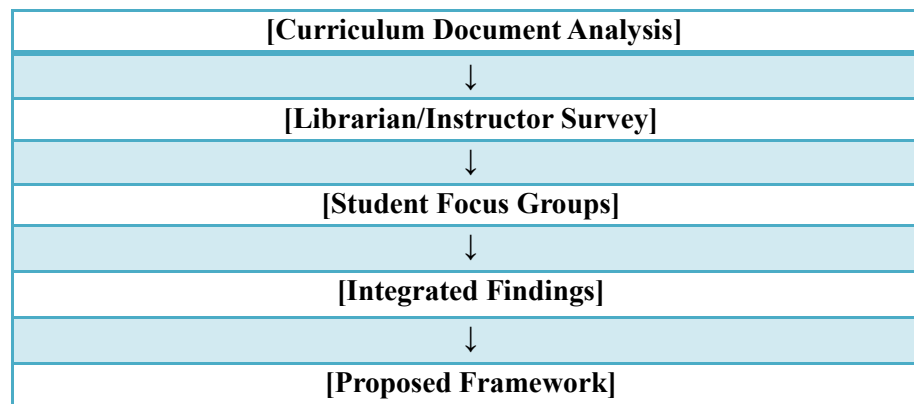 [Curriculum Document Analysis]
↓
[Librarian/Instructor Survey]
↓
[Student Focus Groups]
↓
[Integrated Findings]
↓
[Proposed Framework]